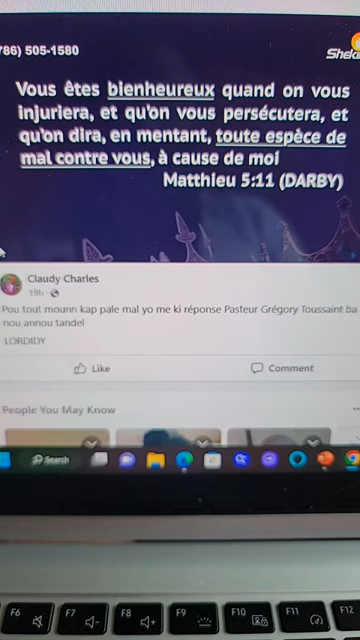 786) 505-1580
Sheki
Vous êtes bienheureux quand on vous
injuriera, et qu'on vous persécutera, et
qu'on dira, en mentant, toute espèce de
mal contre vous, à cause de moi
Matthieu 5:11 (DARBY)
Claudy Charles
19h
Pou tout mounn kap pale mal yo me ki réponse Pasteur Grégory Toussaint ba
nou annou tandel
LORDIDY
Like
Comment
People You May Know
Search
F6
F7
F8
F9
F10
F11
F12